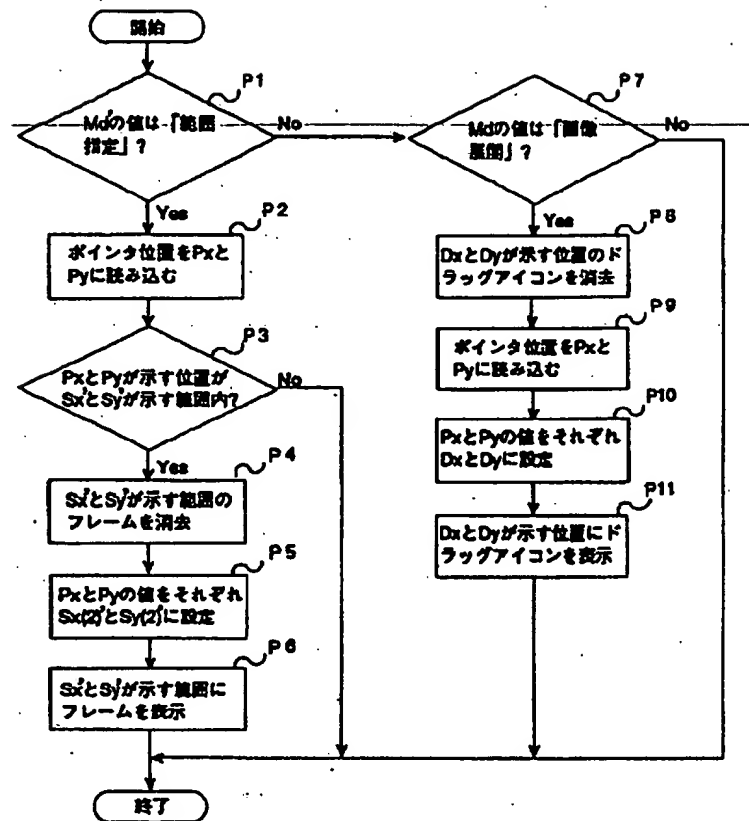 開始
P1
Md'の値は「範囲
指定」？
No
Yes
P2
ポインタ位置をPxと
Pyに読み込む
P3
PxとPyが示す位置が
Sx'とSy'が示す範囲内?
No
Yes
P4
Sx'とSy'が示す範囲の
フレームを消去
P5
PxとPyの値をそれぞれ
Sx(2)'とSy(2)'に設定
P6
Sx'とSy'が示す範囲に
フレームを表示
終了
P7
Mdの値は「画像
展開」？
No
Yes
P8
DxとDyが示す位置のド
ラッグアイコンを消去
P9
ポインタ位置をPxと
Pyに読み込む
P10
PxとPyの値をそれぞれ
DxとDyに設定
P11
DxとDyが示す位置にド
ラッグアイコンを表示